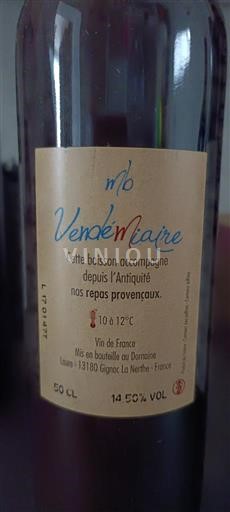 mb
Vendémiaire
VINIOU
Cette boisson accompagne
depuis l'Antiquité
nos repas provençaux.
10 à 12°C
Vin de France
Mis en bouteille au Domaine
13180 Gignac La Nerthe - France
50 CL
14.50% VOL